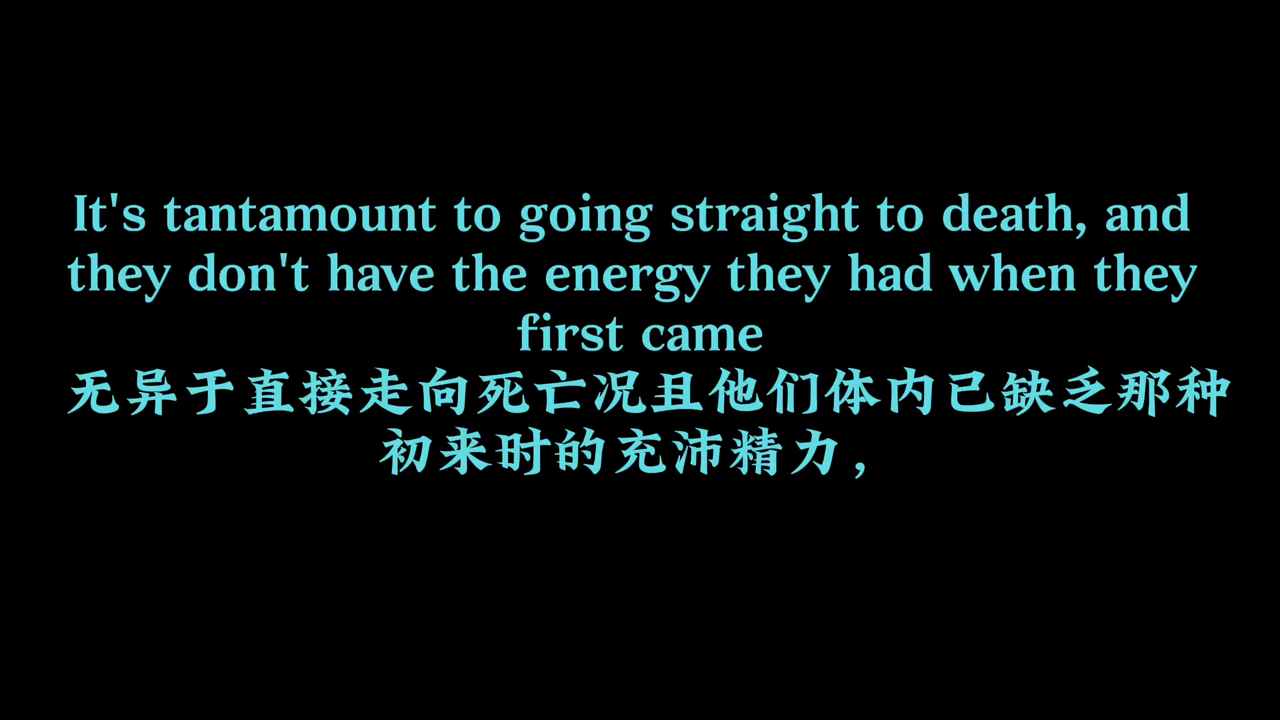 It's tantamount to going straight to death, and
they don't have the energy they had when they
first came
无异于直接走向死亡况且他们体内已缺乏那种
初来时的充沛精力，